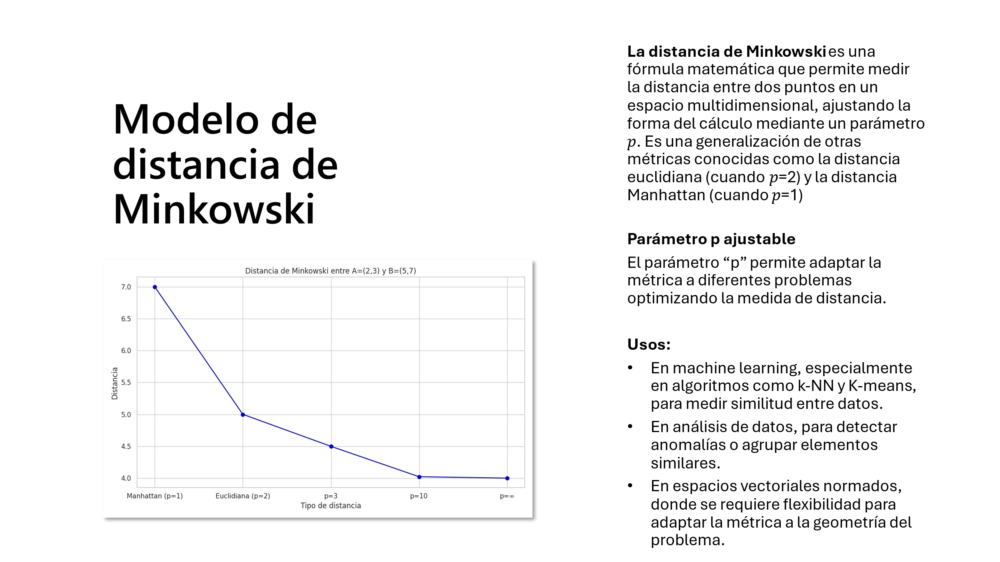 Modelo de
distancia de
Minkowski
Distancia de Minkowski entre A=(2,3) y B=(5,7)
Distancia
7.0
6.5
6.0
5.5
5.0
4.5
4.0
Manhattan (p=1) Euclidiana (p=2) p=3 p=10 p=∞
Tipo de distancia
La distancia de Minkowski es una
fórmula matemática que permite medir
la distancia entre dos puntos en un
espacio multidimensional, ajustando la
forma del cálculo mediante un parámetro
𝑝. Es una generalización de otras
métricas conocidas como la distancia
euclidiana (cuando 𝑝=2) y la distancia
Manhattan (cuando 𝑝=1)
Parámetro p ajustable
El parámetro “p” permite adaptar la
métrica a diferentes problemas
optimizando la medida de distancia.
Usos:
• En machine learning, especialmente
en algoritmos como k-NN y K-means,
para medir similitud entre datos.
• En análisis de datos, para detectar
anomalías o agrupar elementos
similares.
• En espacios vectoriales normados,
donde se requiere flexibilidad para
adaptar la métrica a la geometría del
problema.